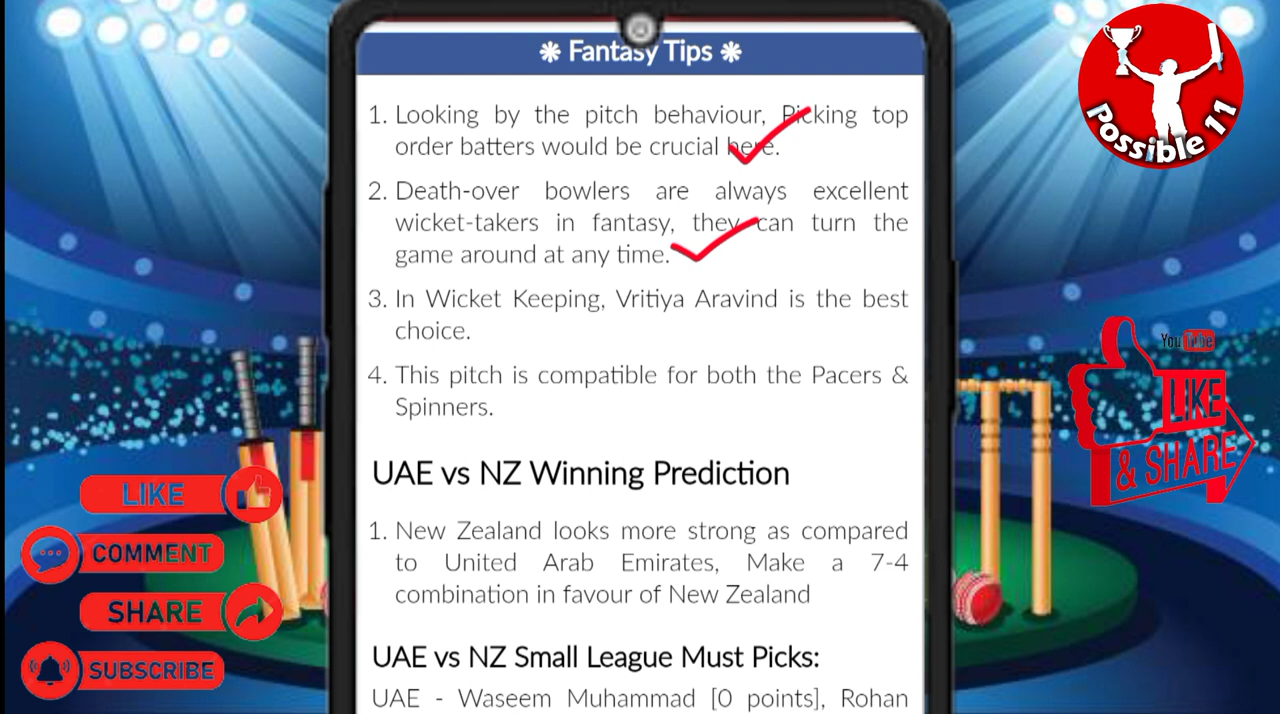 ❋ Fantasy Tips ❋
1. Looking by the pitch behaviour, Picking top
order batters would be crucial here.
2. Death-over bowlers are always excellent
wicket-takers in fantasy, they can turn the
game around at any time.
3. In Wicket Keeping, Vritiya Aravind is the best
choice.
4. This pitch is compatible for both the Pacers &
Spinners.
UAE vs NZ Winning Prediction
1. New Zealand looks more strong as compared
to United Arab Emirates, Make a 7-4
combination in favour of New Zealand
UAE vs NZ Small League Must Picks:
UAE - Waseem Muhammad [0 points], Rohan
Possible 11
YouTube
LIKE
& SHARE
LIKE
COMMENT
SHARE
SUBSCRIBE